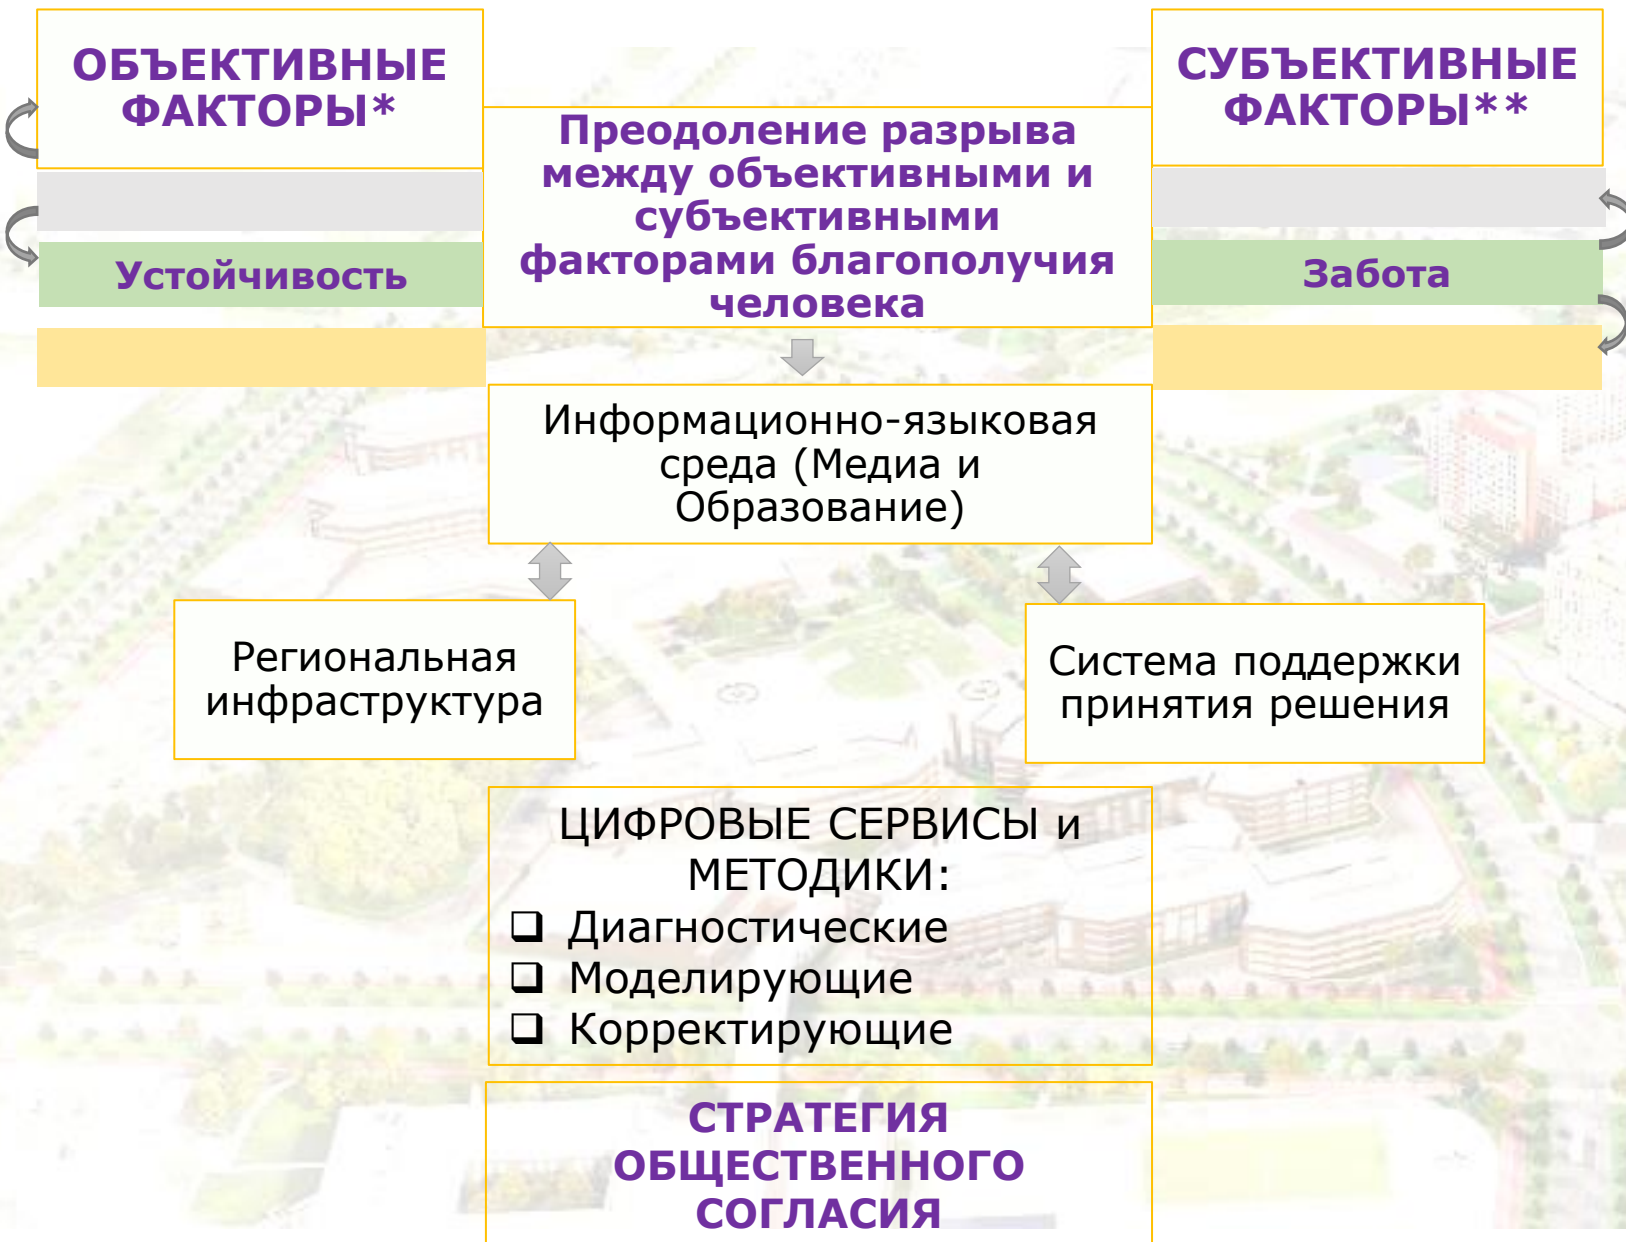 ОБЪЕКТИВНЫЕ
ФАКТОРЫ*
СУБЪЕКТИВНЫЕ
ФАКТОРЫ**
Преодоление разрыва
между объективными и
субъективными
факторами благополучия
человека
Устойчивость
Забота
Информационно-языковая
среда (Медиа и
Образование)
Региональная
инфраструктура
Система поддержки
принятия решения
ЦИФРОВЫЕ СЕРВИСЫ и
МЕТОДИКИ:
❑ Диагностические
❑ Моделирующие
❑ Корректирующие
СТРАТЕГИЯ
ОБЩЕСТВЕННОГО
СОГЛАСИЯ